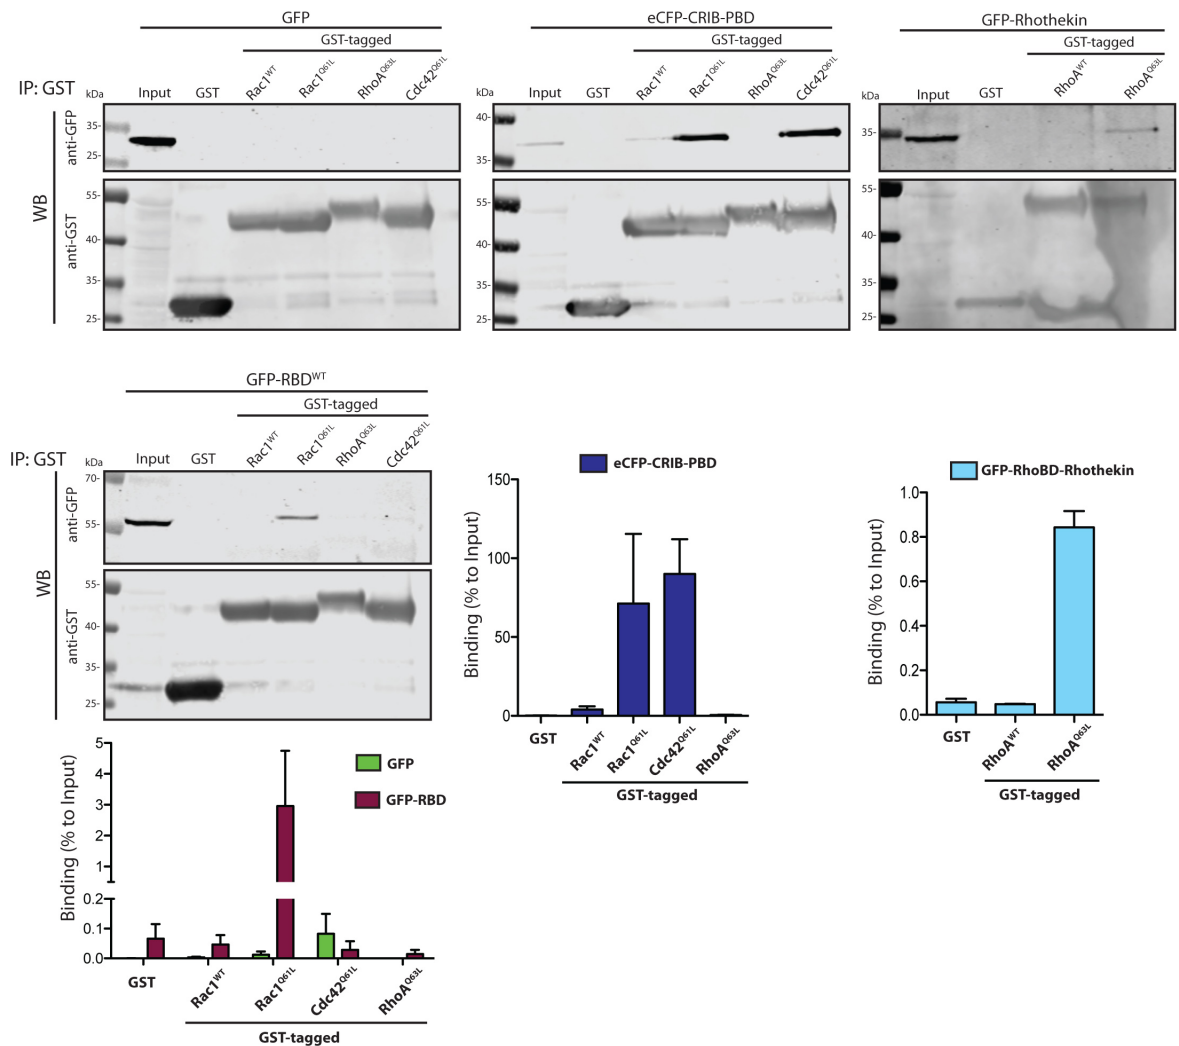 GFP
GST-tagged
IP: GST
kDa
Input
GST
Rac1WT
Rac1Q61L
RhoAQ63L
Cdc42Q61L
35-
25-
anti-GFP
WB
anti-GST
55-
40-
35-
25-
eCFP-CRIB-PBD
GST-tagged
kDa
Input
GST
Rac1WT
Rac1Q61L
RhoAQ63L
Cdc42Q61L
40-
35-
55-
40-
35-
25-
GFP-Rhothekin
GST-tagged
kDa
Input
GST
RhoAWT
RhoAQ63L
35-
55-
40-
35-
25-
GFP-RBDWT
GST-tagged
IP: GST
kDa
Input
GST
Rac1WT
Rac1Q61L
RhoAQ63L
Cdc42Q61L
70-
55-
anti-GFP
WB
anti-GST
55-
40-
35-
25-
eCFP-CRIB-PBD
Binding (% to Input)
150
100
50
0
GST
Rac1WT
Rac1Q61L
Cdc42Q61L
RhoAQ63L
GST-tagged
GFP-RhoBD-Rhothekin
Binding (% to Input)
1.0
0.8
0.6
0.4
0.2
0.0
GST
RhoAWT
RhoAQ63L
GST-tagged
GFP
GFP-RBD
Binding (% to Input)
5
4
3
2
1
0.2
0.1
0.0
GST
Rac1WT
Rac1Q61L
Cdc42Q61L
RhoAQ63L
GST-tagged